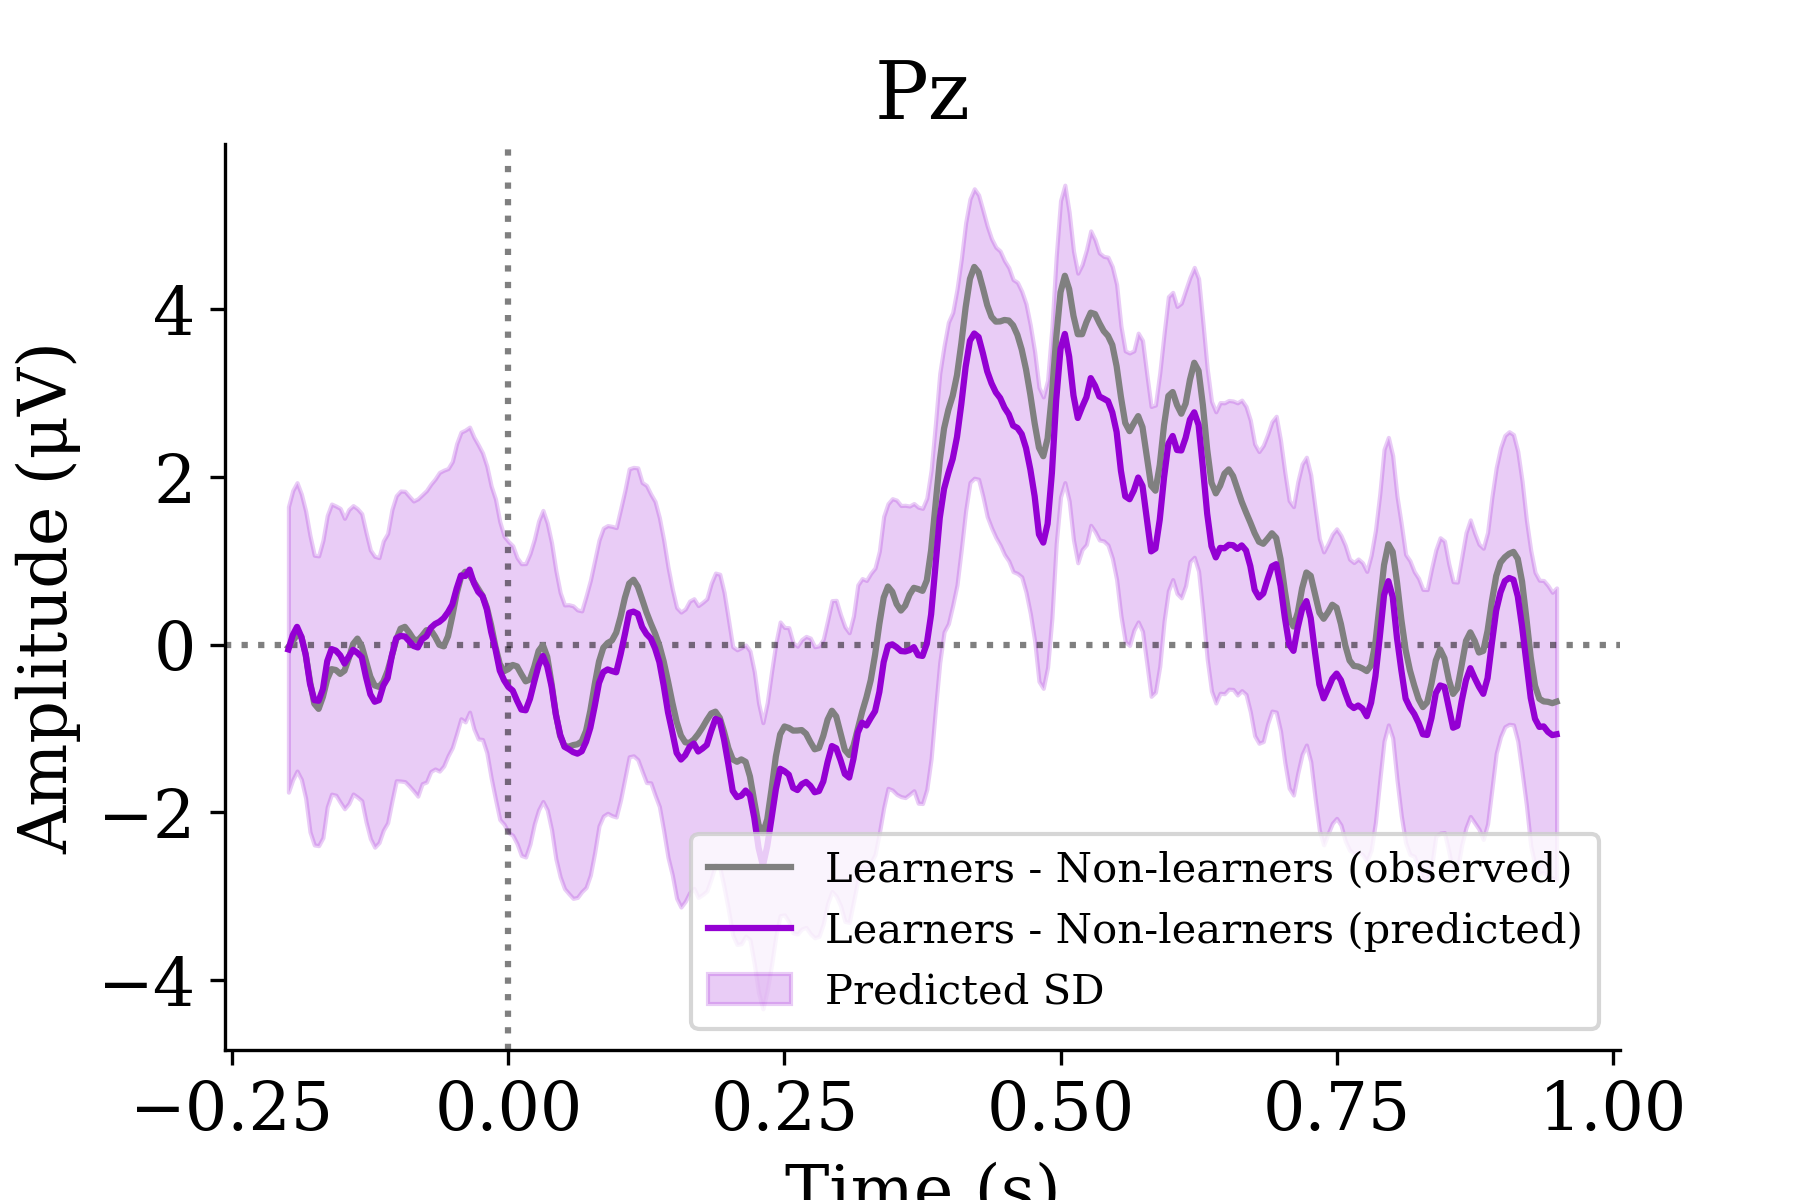 Pz
Amplitude (µV)
4
2
0
−2
−4
Learners - Non-learners (observed)
Learners - Non-learners (predicted)
Predicted SD
−0.25 0.00 0.25 0.50 0.75 1.00
Time (s)